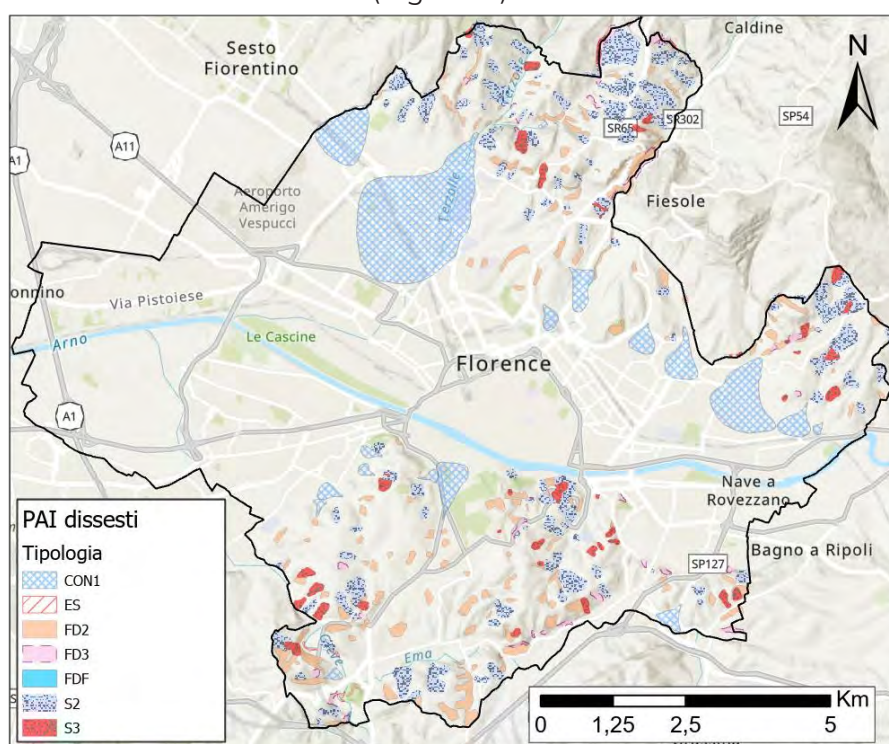 Caldine
Sesto
Fiorentino
N
SR65
SR302
SP54
A11
A1
Aeroporto
Amerigo
Vespucci
Terzolle
Fiesole
onnino
Via Pistoiese
Arno
Le Cascine
Florence
A1
Nave a
Rovezzano
Bagno a Ripoli
SP127
Ema
PAI dissesti
Tipologia
CON1
ES
FD2
FD3
FDF
S2
S3
Km
0 1,25 2,5 5